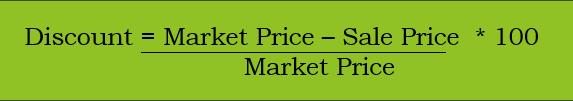 Discount = Market Price – Sale Price * 100
Market Price